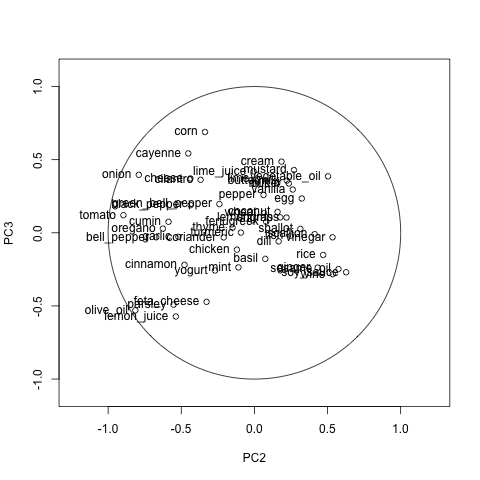 1.0
0.5
0.0
-0.5
-1.0
PC3
corn
cayenne
cream
onion
cheese
cilantro
lime_juice
mustard
vegetable_oil
vanilla
pepper
egg
tomato
cumin
oregano
thyme
turmeric
fenugreek
shallot
bell_pepper
garlic
coriander
vinegar
dill
chicken
rice
basil
cinnamon
yogurt
mint
feta_cheese
parsley
olive_oil
lemon_juice
-1.0 -0.5 0.0 0.5 1.0
PC2